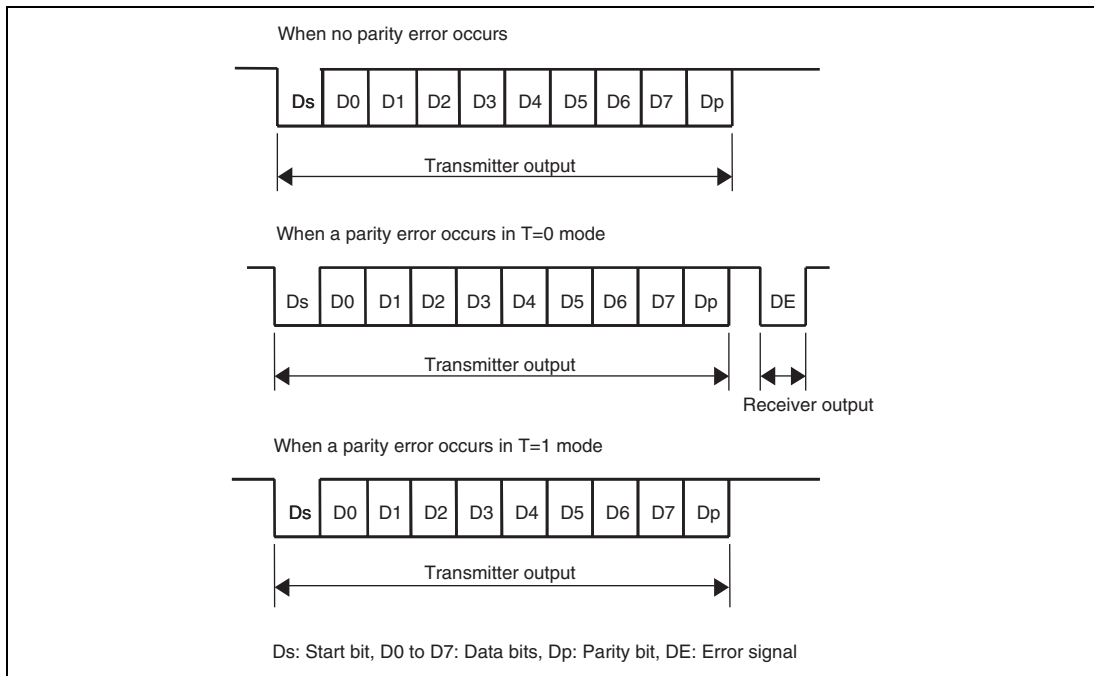 When no parity error occurs
Ds D0 D1 D2 D3 D4 D5 D6 D7 Dp
Transmitter output
When a parity error occurs in T=0 mode
Ds D0 D1 D2 D3 D4 D5 D6 D7 Dp DE
Transmitter output
Receiver output
When a parity error occurs in T=1 mode
Ds D0 D1 D2 D3 D4 D5 D6 D7 Dp
Transmitter output
Ds: Start bit, D0 to D7: Data bits, Dp: Parity bit, DE: Error signal